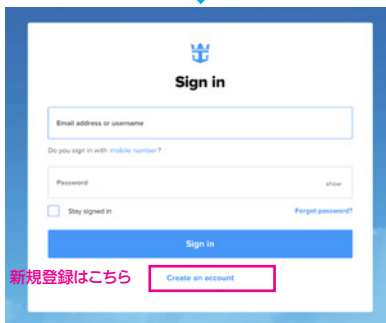 Sign in
Email address or username
Do you sign in with mobile number?
Password show
Stay signed in Forgot password?
Sign in
新規登録はこちら Create an account